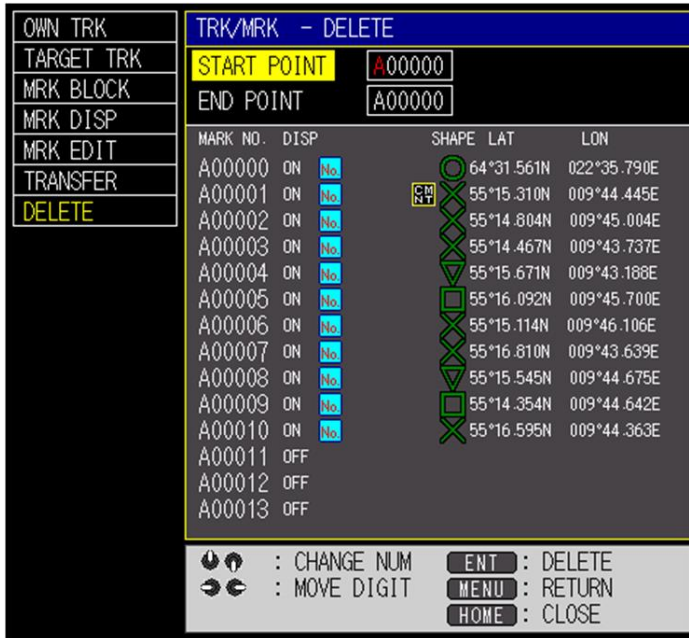 OWN TRK
TARGET TRK
MRK BLOCK
MRK DISP
MRK EDIT
TRANSFER
DELETE
TRK/MRK - DELETE
START POINT A00000
END POINT A00000
MARK NO. DISP SHAPE LAT LON
A00000 ON No. 64°31.561N 022°35.790E
A00001 ON No. CMNT 55°15.310N 009°44.445E
A00002 ON No. 55°14.804N 009°45.004E
A00003 ON No. 55°14.467N 009°43.737E
A00004 ON No. 55°15.671N 009°43.188E
A00005 ON No. 55°16.092N 009°45.700E
A00006 ON No. 55°15.114N 009°46.106E
A00007 ON No. 55°16.810N 009°43.639E
A00008 ON No. 55°15.545N 009°44.675E
A00009 ON No. 55°14.354N 009°44.642E
A00010 ON No. 55°16.595N 009°44.363E
A00011 OFF
A00012 OFF
A00013 OFF
: CHANGE NUM ENT : DELETE
: MOVE DIGIT MENU : RETURN
HOME : CLOSE